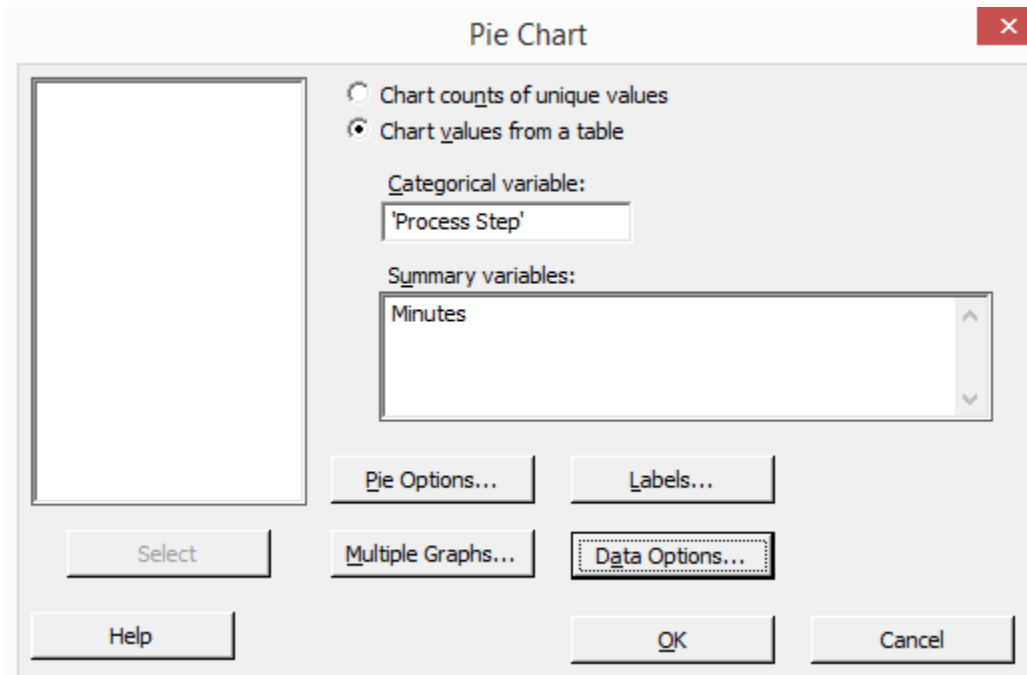 Pie Chart
Chart counts of unique values
Chart values from a table
Categorical variable:
'Process Step'
Summary variables:
Minutes
Pie Options...
Labels...
Select
Multiple Graphs...
Data Options...
Help
OK
Cancel